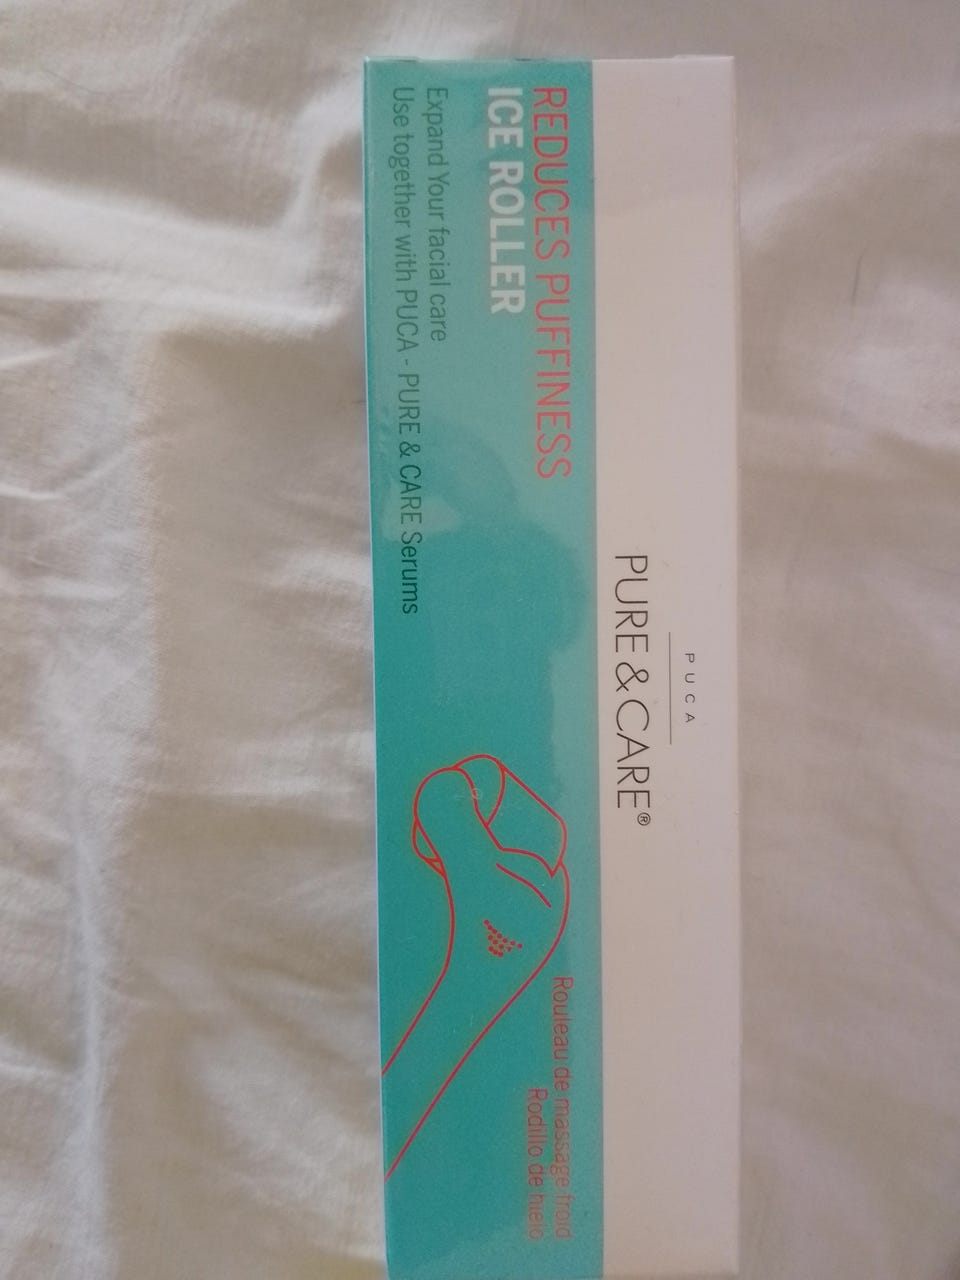 PUCA
PURE & CARE®
REDUCES PUFFINESS
ICE ROLLER
Expand Your facial care
Use together with PUCA - PURE & CARE Serums
Rouleau de massage froid
Rodillo de hielo